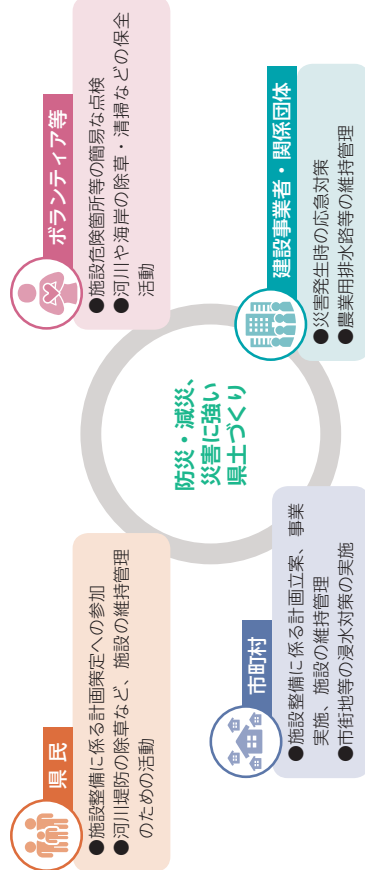 県民
●施設整備に係る計画策定への参加
●河川堤防の除草など、施設の維持管理
のための活動
ボランティア等
●施設危険箇所等の簡易な点検
●河川や海岸の除草・清掃などの保全
活動
防災・減災、
災害に強い
県土づくり
市町村
●施設整備に係る計画立案、事業
実施、施設の維持管理
●市街地等の浸水対策の実施
建設事業者・関係団体
●災害発生時の応急対策
●農業用排水路等の維持管理